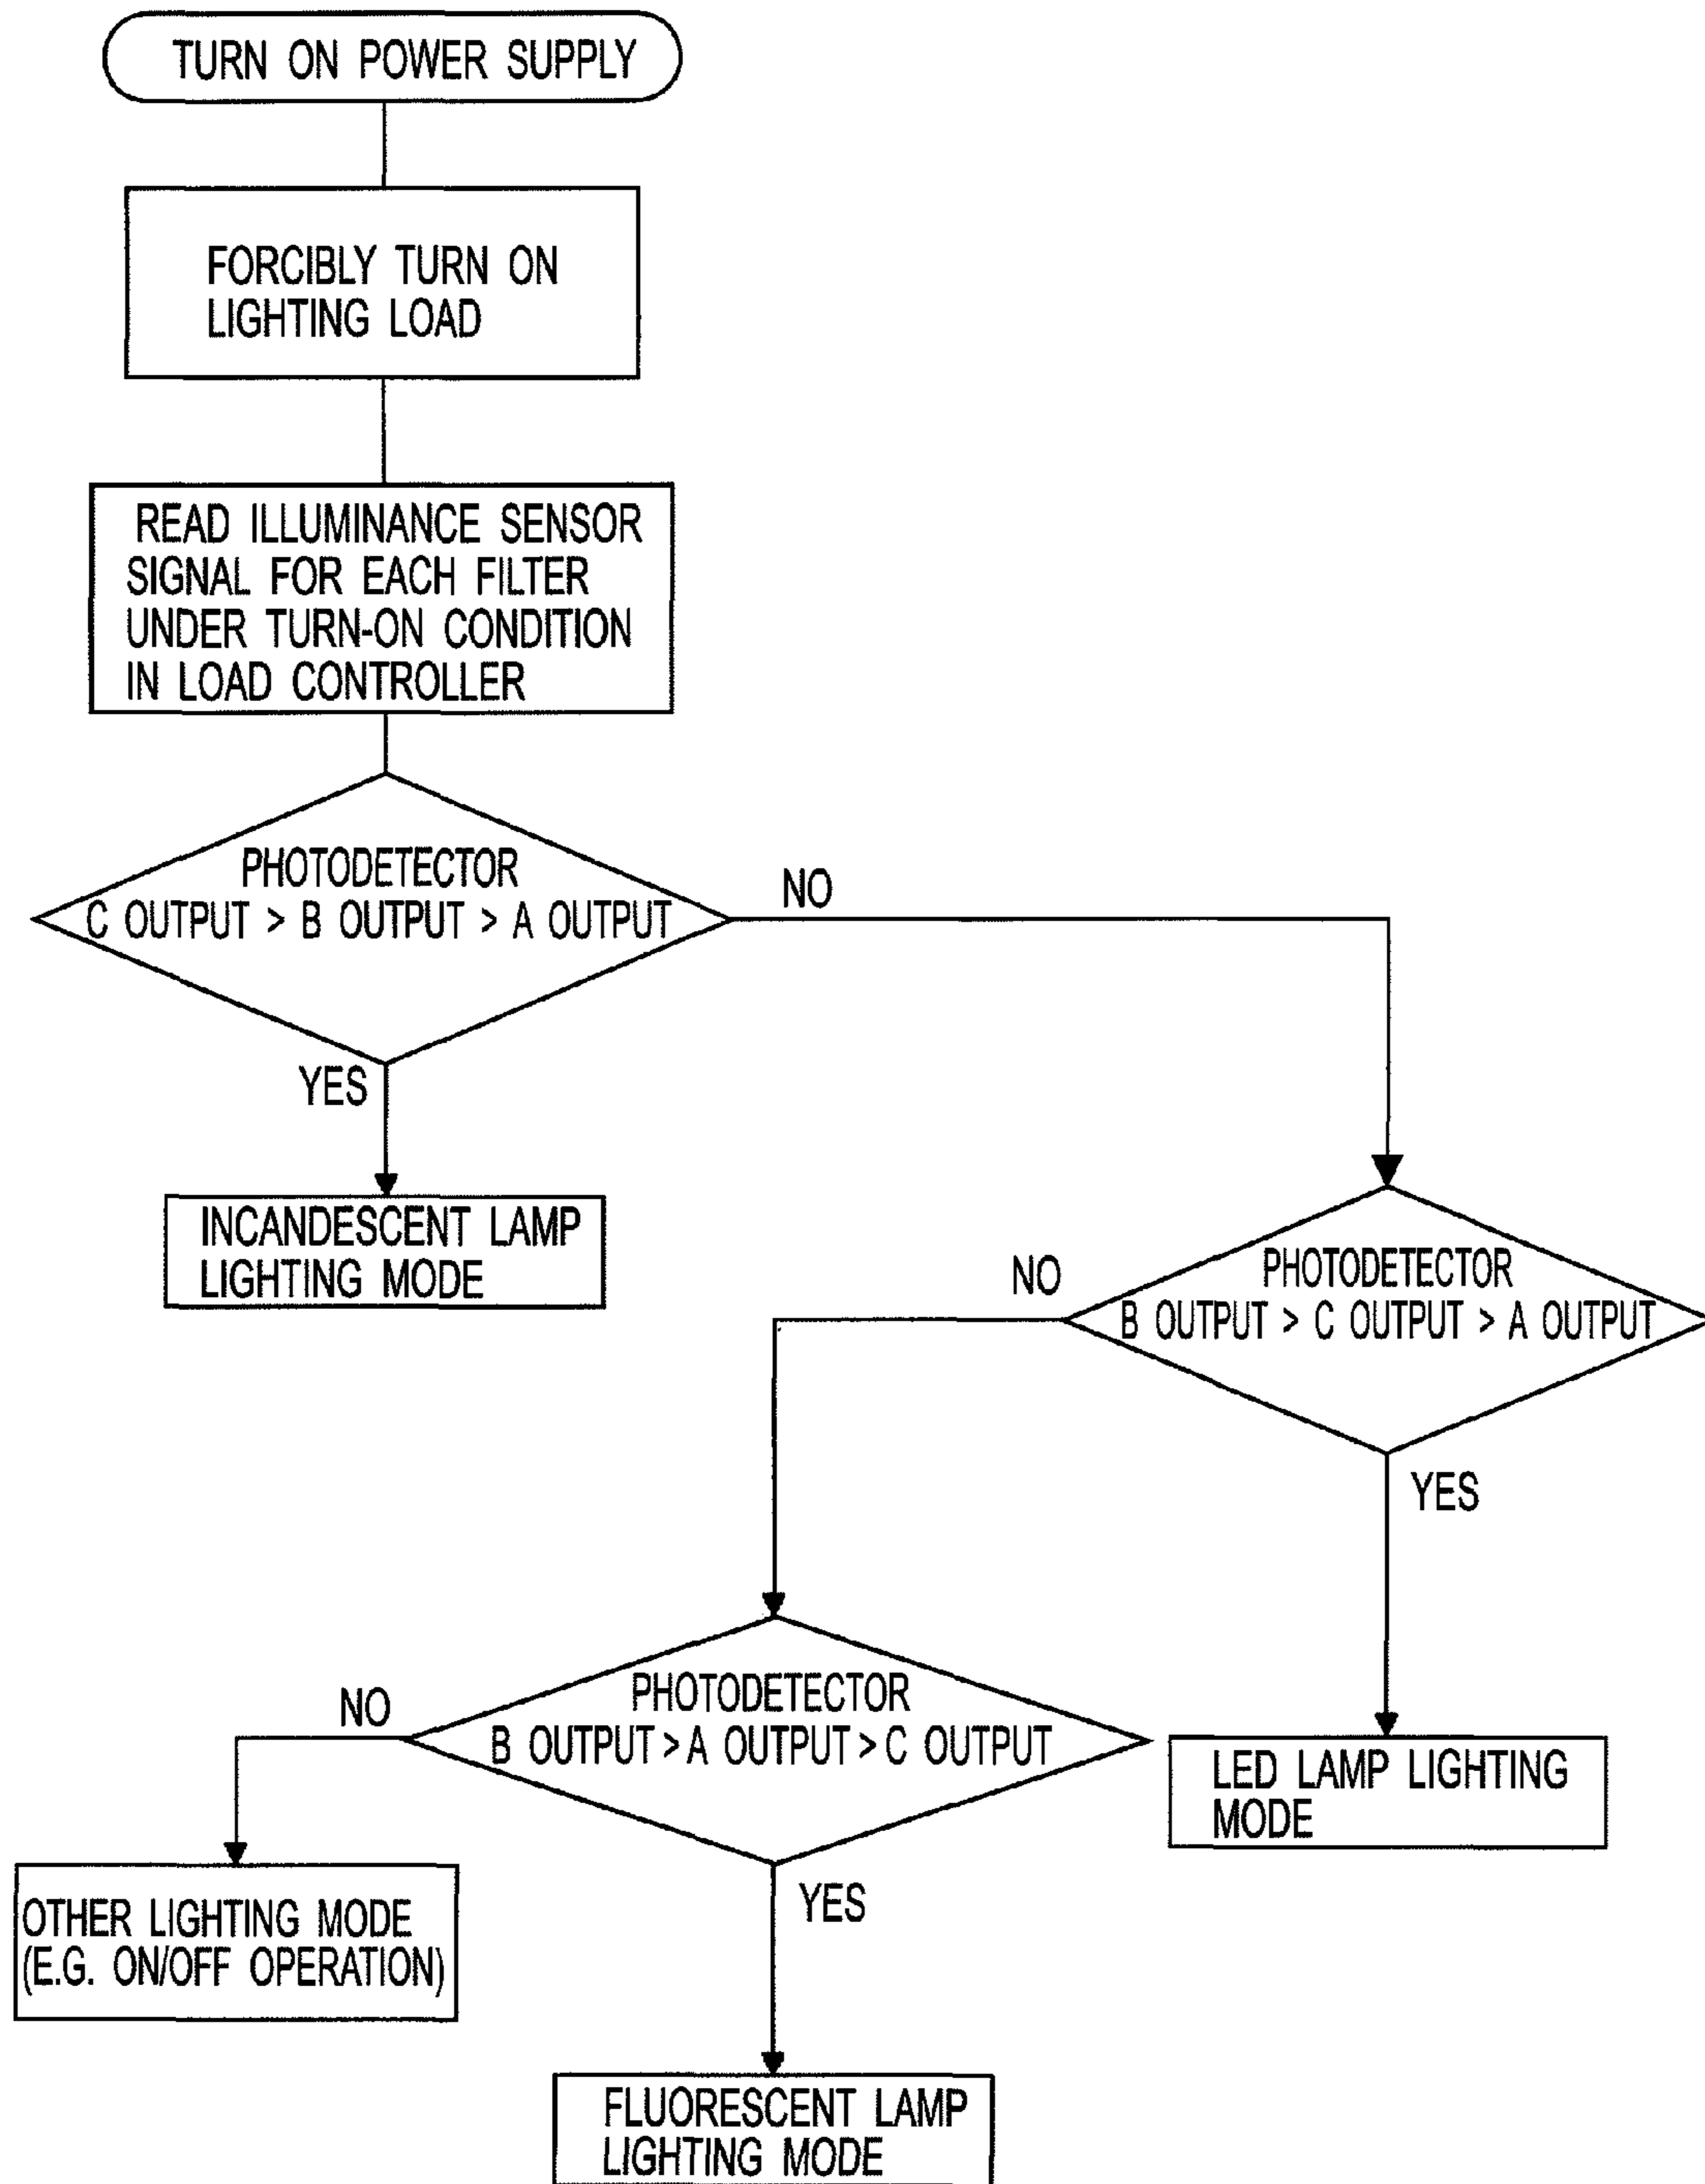 TURN ON POWER SUPPLY
FORCIBLY TURN ON
LIGHTING LOAD
READ ILLUMINANCE SENSOR
SIGNAL FOR EACH FILTER
UNDER TURN-ON CONDITION
IN LOAD CONTROLLER
PHOTODETECTOR
C OUTPUT > B OUTPUT > A OUTPUT
NO
YES
INCANDESCENT LAMP
LIGHTING MODE
PHOTODETECTOR
B OUTPUT > C OUTPUT > A OUTPUT
NO
YES
LED LAMP LIGHTING
MODE
PHOTODETECTOR
B OUTPUT > A OUTPUT > C OUTPUT
NO
YES
OTHER LIGHTING MODE
(E.G. ON/OFF OPERATION)
FLUORESCENT LAMP
LIGHTING MODE